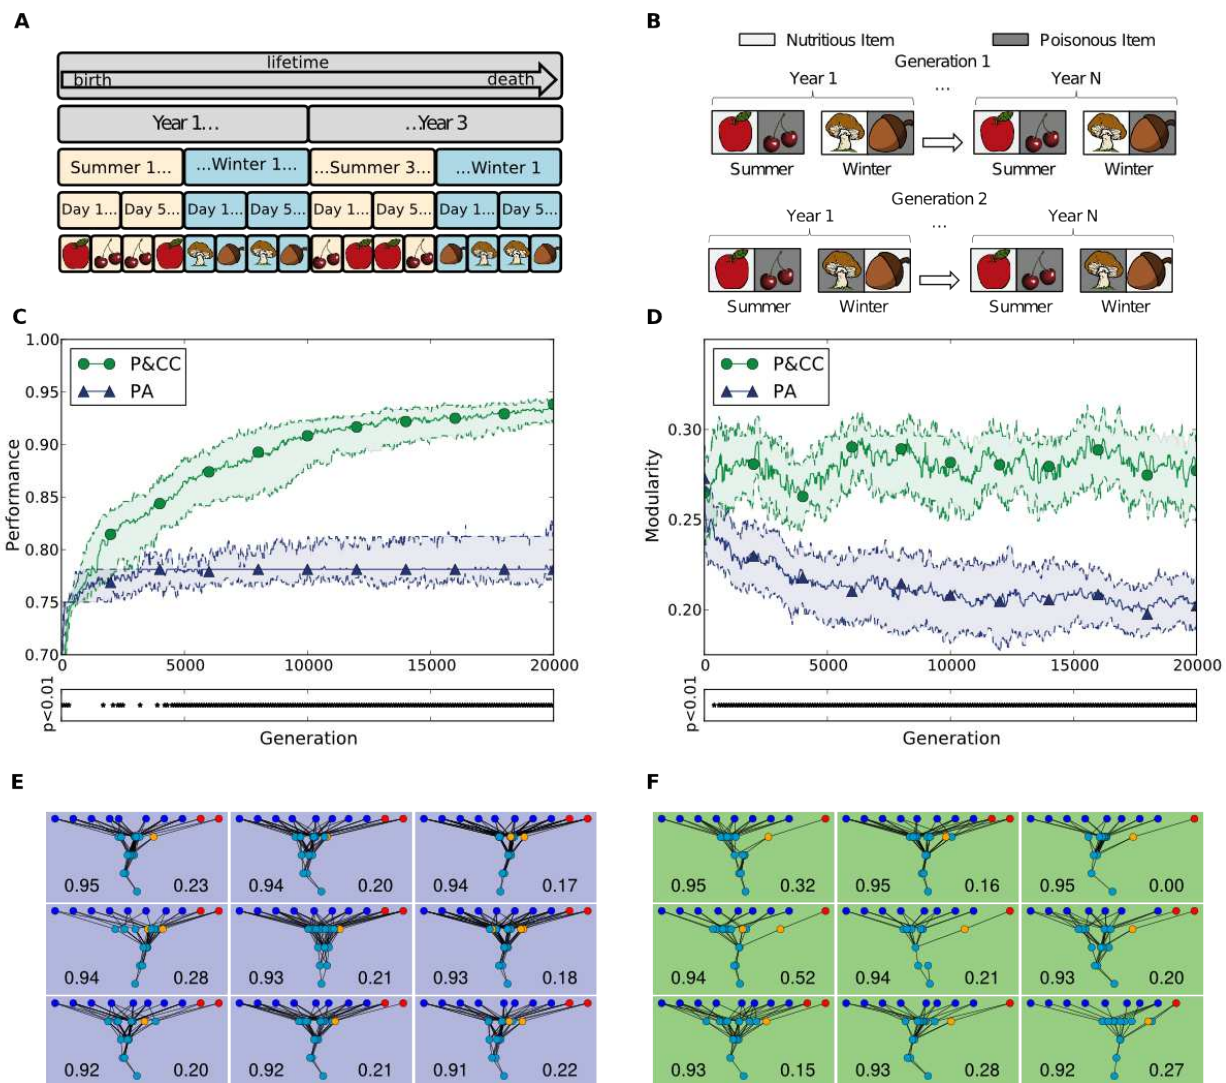 A
lifetime
birth death
Year 1... ...Year 3
Summer 1... ...Winter 1... ...Summer 3... ...Winter 1
Day 1... Day 5... Day 1... Day 5... Day 1... Day 5... Day 1... Day 5...
B
Nutritious Item Poisonous Item
Generation 1
Year 1 ... Year N
Summer Winter Summer Winter
Generation 2
Year 1 ... Year N
Summer Winter Summer Winter
C
1.00
0.95
0.90
0.85
0.80
0.75
0.70
Performance
P&CC
PA
0 5000 10000 15000 20000
p<0.01
Generation
D
0.30
0.25
0.20
Modularity
P&CC
PA
0 5000 10000 15000 20000
p<0.01
Generation
E
0.95 0.23 0.94 0.20 0.94 0.17
0.94 0.28 0.93 0.21 0.93 0.18
0.92 0.20 0.92 0.21 0.91 0.22
F
0.95 0.32 0.95 0.16 0.95 0.00
0.94 0.52 0.94 0.21 0.93 0.20
0.93 0.15 0.93 0.28 0.92 0.27